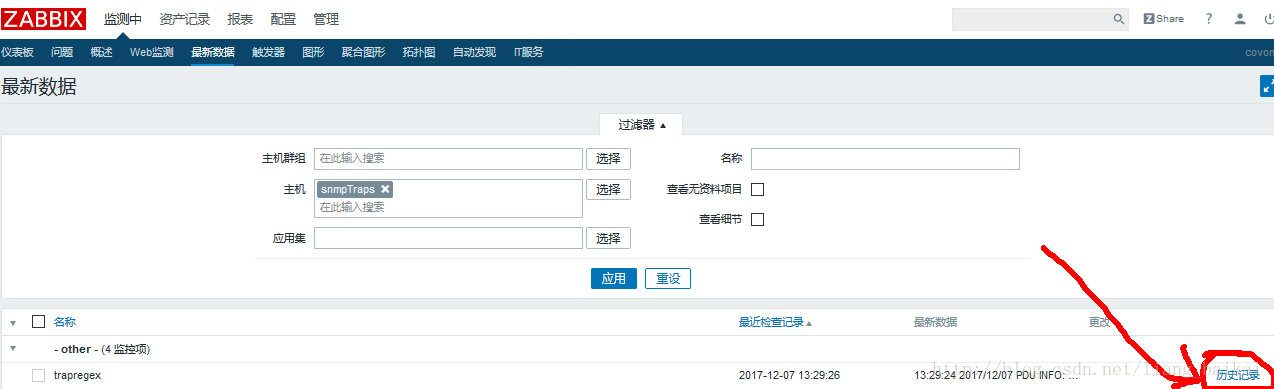 ZABBIX 监测中 资产记录 报表 配置 管理 Share ?
仪表板 问题 概述 Web监测 最新数据 触发器 图形 聚合图形 拓扑图 自动发现 IT服务 covon
最新数据
过滤器 ▲
主机群组 在此输入搜索 选择 名称
主机 snmpTraps × 选择 查看无资料项目
在此输入搜索
查看细节
应用集 选择
应用 重设
名称 最近检查记录▲ 最新数据 更改
- other - (4 监控项)
trapregex 2017-12-07 13:29:26 13:29:24 2017/12/07 PDU INFO: ... 历史记录